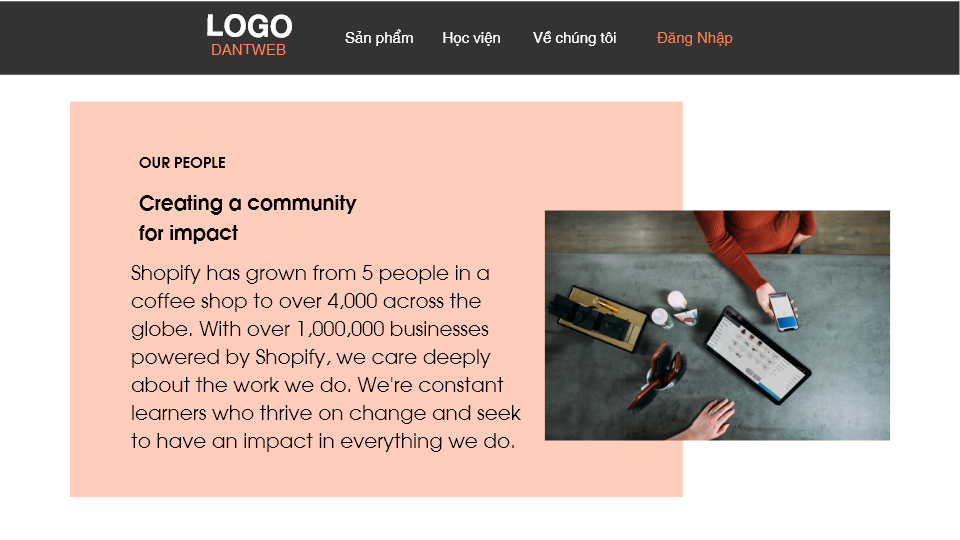 LOGO
DANTWEB
Sản phẩm
Học viện
Về chúng tôi
Đăng Nhập
OUR PEOPLE
Creating a community
for impact
Shopify has grown from 5 people in a
coffee shop to over 4,000 across the
globe. With over 1,000,000 businesses
powered by Shopify, we care deeply
about the work we do. We're constant
learners who thrive on change and seek
to have an impact in everything we do.